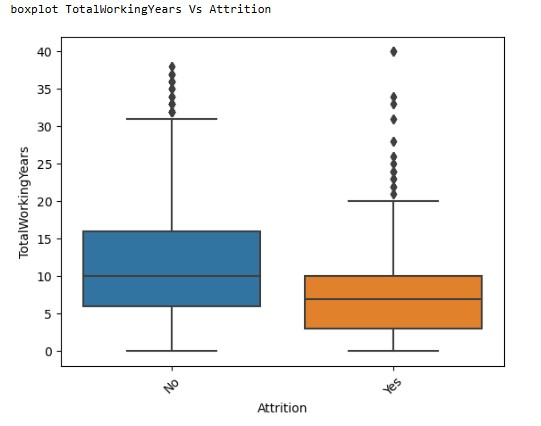 boxplot TotalWorkingYears Vs Attrition
40
35
30
25
20
15
10
5
0
TotalWorkingYears
No
Yes
Attrition